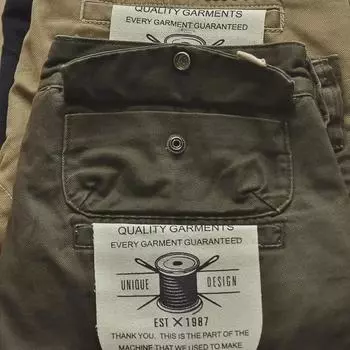 QUALITY GARMENTS
EVERY GARMENT GUARANTEED
QUALITY GARMENTS
EVERY GARMENT GUARANTEED
UNIQUE DESIGN
EST X 1987
THANK YOU. THIS IS THE PART OF THE
MACHINE THAT WE USED TO MAKE